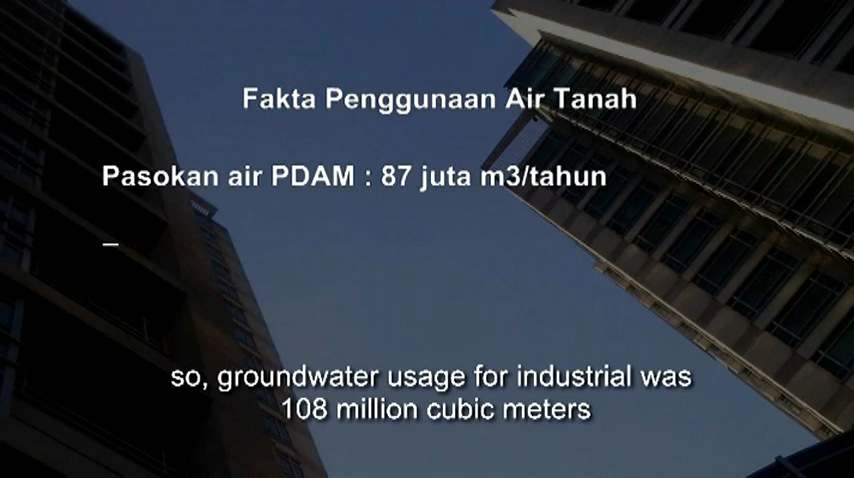 Fakta Penggunaan Air Tanah
Pasokan air PDAM : 87 juta m3/tahun
_
so, groundwater usage for industrial was
108 million cubic meters